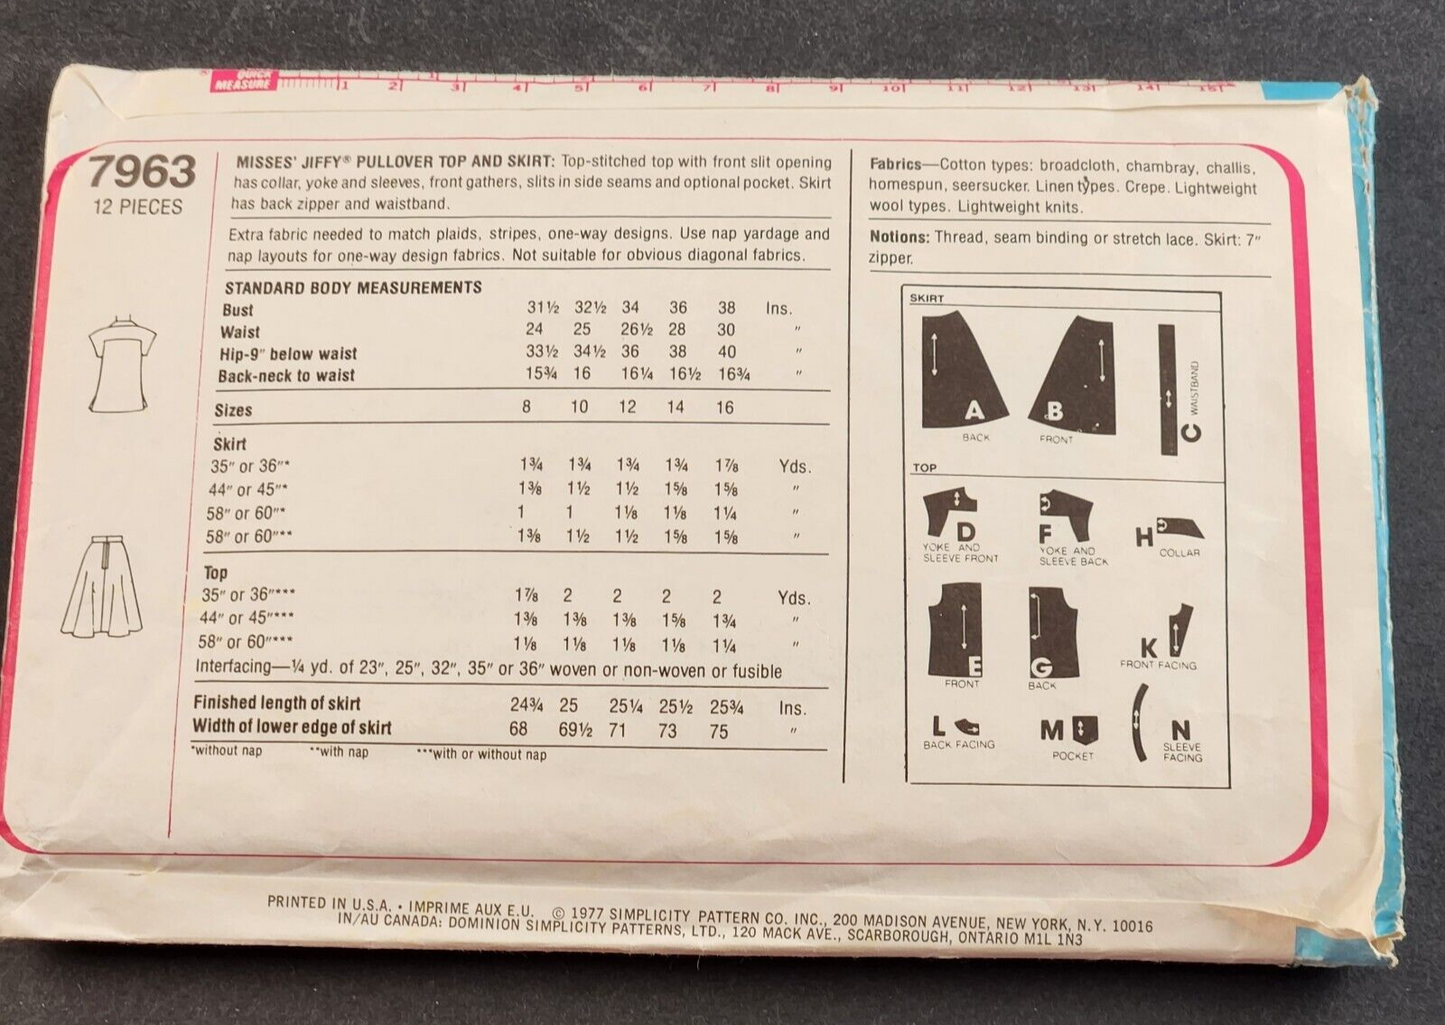 QUICK
MEASURE 1 2 3 4 5 6 7 8 9 10 11 12 13 14 15
7963
12 PIECES
MISSES' JIFFY® PULLOVER TOP AND SKIRT: Top-stitched top with front slit opening
has collar, yoke and sleeves, front gathers, slits in side seams and optional pocket. Skirt
has back zipper and waistband.
Extra fabric needed to match plaids, stripes, one-way designs. Use nap yardage and
nap layouts for one-way design fabrics. Not suitable for obvious diagonal fabrics.
STANDARD BODY MEASUREMENTS
Bust 31½ 32½ 34 36 38 Ins.
Waist 24 25 26½ 28 30 "
Hip-9" below waist 33½ 34½ 36 38 40 "
Back-neck to waist 15¾ 16 16¼ 16½ 16¾ "
Sizes 8 10 12 14 16
Skirt
35" or 36"* 1¾ 1¾ 1¾ 1¾ 1⅞ Yds.
44" or 45"* 1⅜ 1½ 1½ 1⅝ 1⅝ "
58" or 60"* 1 1 1⅛ 1⅛ 1¼ "
58" or 60"** 1⅜ 1½ 1½ 1⅝ 1⅝ "
Top
35" or 36"*** 1⅞ 2 2 2 2 Yds.
44" or 45"*** 1⅜ 1⅜ 1⅜ 1⅝ 1¾ "
58" or 60"*** 1⅛ 1⅛ 1⅛ 1⅛ 1¼ "
Interfacing—¼ yd. of 23", 25", 32", 35" or 36" woven or non-woven or fusible
Finished length of skirt 24¾ 25 25¼ 25½ 25¾ Ins.
Width of lower edge of skirt 68 69½ 71 73 75 "
*without nap **with nap ***with or without nap
Fabrics—Cotton types: broadcloth, chambray, challis,
homespun, seersucker. Linen types. Crepe. Lightweight
wool types. Lightweight knits.
Notions: Thread, seam binding or stretch lace. Skirt: 7"
zipper.
SKIRT
A
BACK
B
FRONT
C WAISTBAND
TOP
D
YOKE AND
SLEEVE FRONT
F
YOKE AND
SLEEVE BACK
H
COLLAR
E
FRONT
G
BACK
K
FRONT FACING
L
BACK FACING
M
POCKET
N
SLEEVE
FACING
PRINTED IN U.S.A. • IMPRIME AUX E.U. © 1977 SIMPLICITY PATTERN CO. INC., 200 MADISON AVENUE, NEW YORK, N.Y. 10016
IN/AU CANADA: DOMINION SIMPLICITY PATTERNS, LTD., 120 MACK AVE., SCARBOROUGH, ONTARIO M1L 1N3